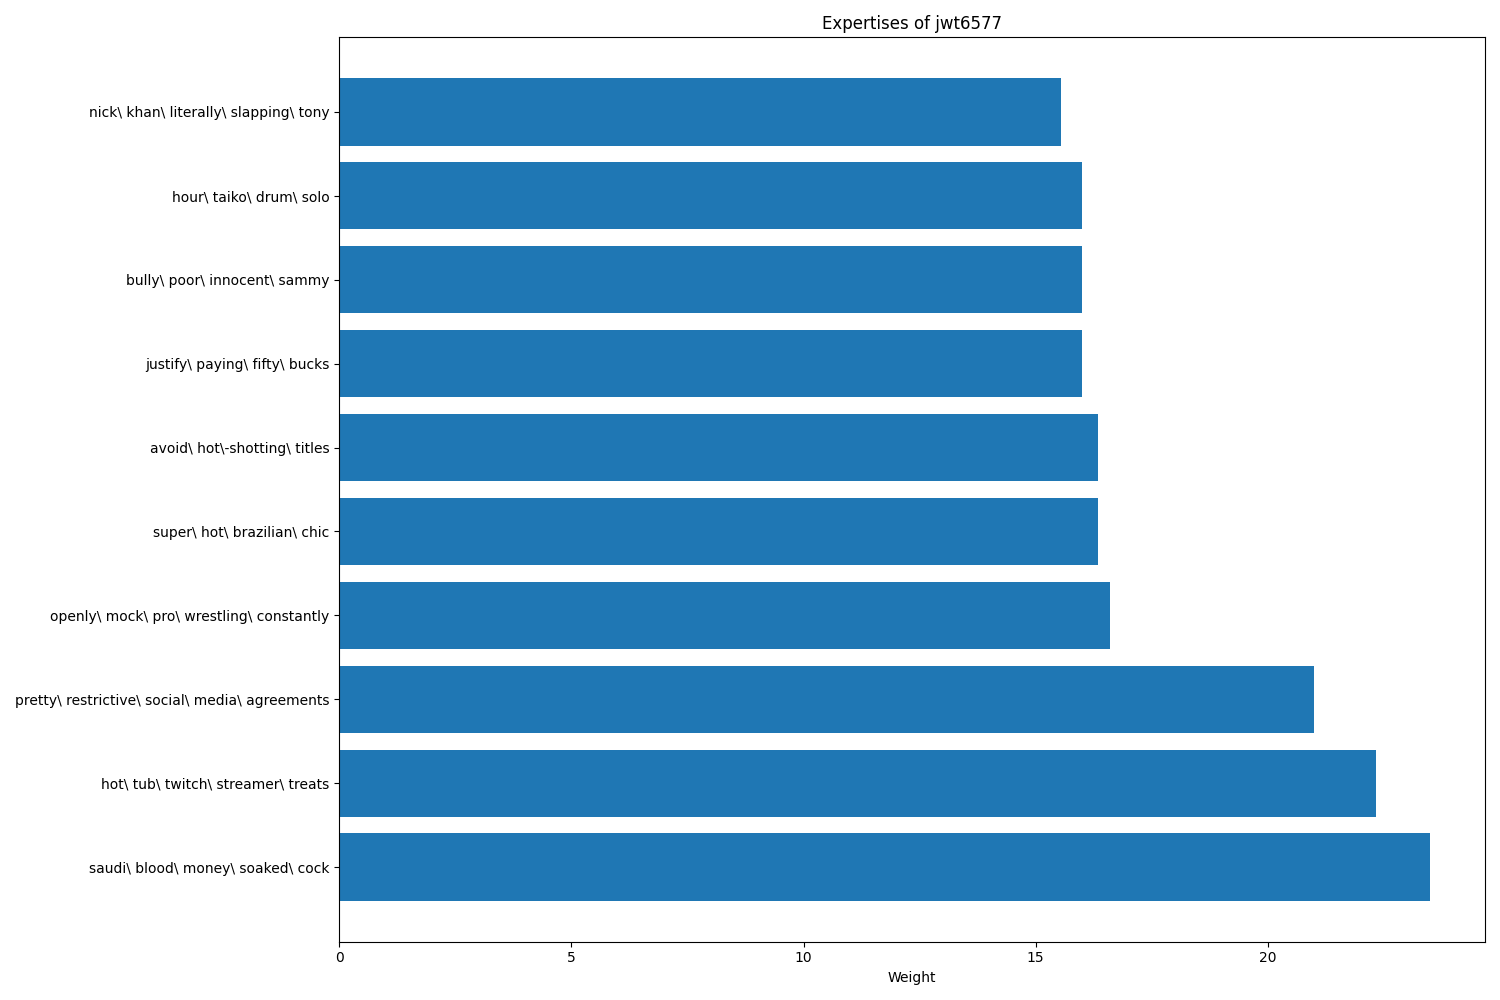 Expertises of jwt6577
nick\ khan\ literally\ slapping\ tony
hour\ taiko\ drum\ solo
bully\ poor\ innocent\ sammy
justify\ paying\ fifty\ bucks
avoid\ hot\-shotting\ titles
super\ hot\ brazilian\ chic
openly\ mock\ pro\ wrestling\ constantly
pretty\ restrictive\ social\ media\ agreements
hot\ tub\ twitch\ streamer\ treats
saudi\ blood\ money\ soaked\ cock
0 5 10 15 20
Weight